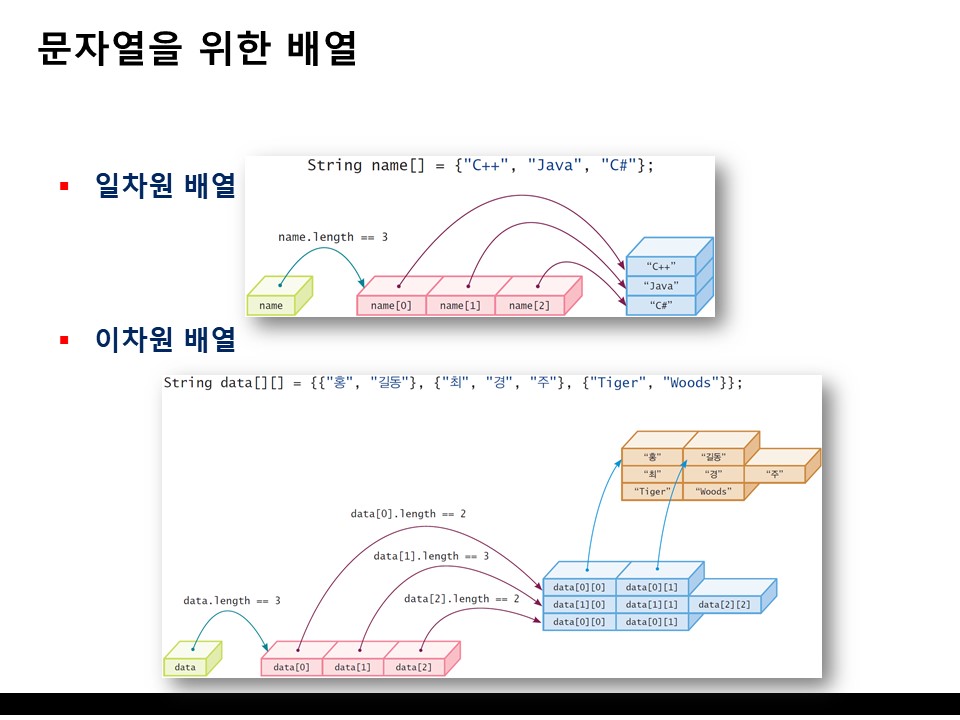 문자열을 위한 배열
▪ 일차원 배열
String name[] = {"C++", "Java", "C#"};
name.length == 3
name
name[0] name[1] name[2]
“C++”
“Java”
“C#”
▪ 이차원 배열
String data[][] = {{"홍", "길동"}, {"최", "경", "주"}, {"Tiger", "Woods"}};
“홍” “길동”
“최” “경” “주”
“Tiger” “Woods”
data[0].length == 2
data[1].length == 3
data[2].length == 2
data.length == 3
data[0][0] data[0][1]
data[1][0] data[1][1] data[2][2]
data[0][0] data[0][1]
data
data[0] data[1] data[2]